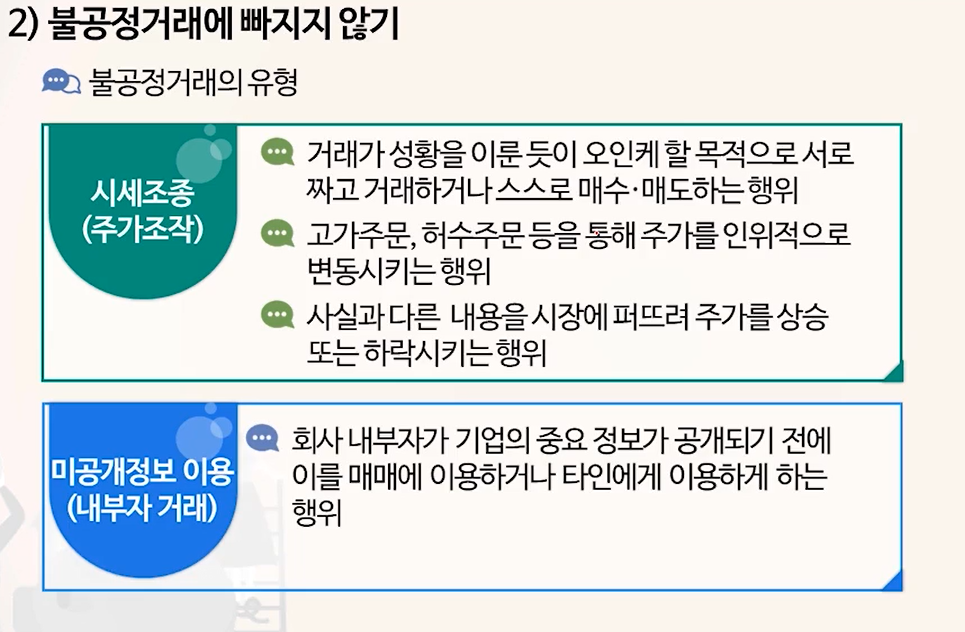 2) 불공정거래에 빠지지 않기
불공정거래의 유형
시세조종
(주가조작)
거래가 성황을 이룬 듯이 오인케 할 목적으로 서로
짜고 거래하거나 스스로 매수·매도하는 행위
고가주문, 허수주문 등을 통해 주가를 인위적으로
변동시키는 행위
사실과 다른 내용을 시장에 퍼뜨려 주가를 상승
또는 하락시키는 행위
미공개정보 이용
(내부자 거래)
회사 내부자가 기업의 중요 정보가 공개되기 전에
이를 매매에 이용하거나 타인에게 이용하게 하는
행위